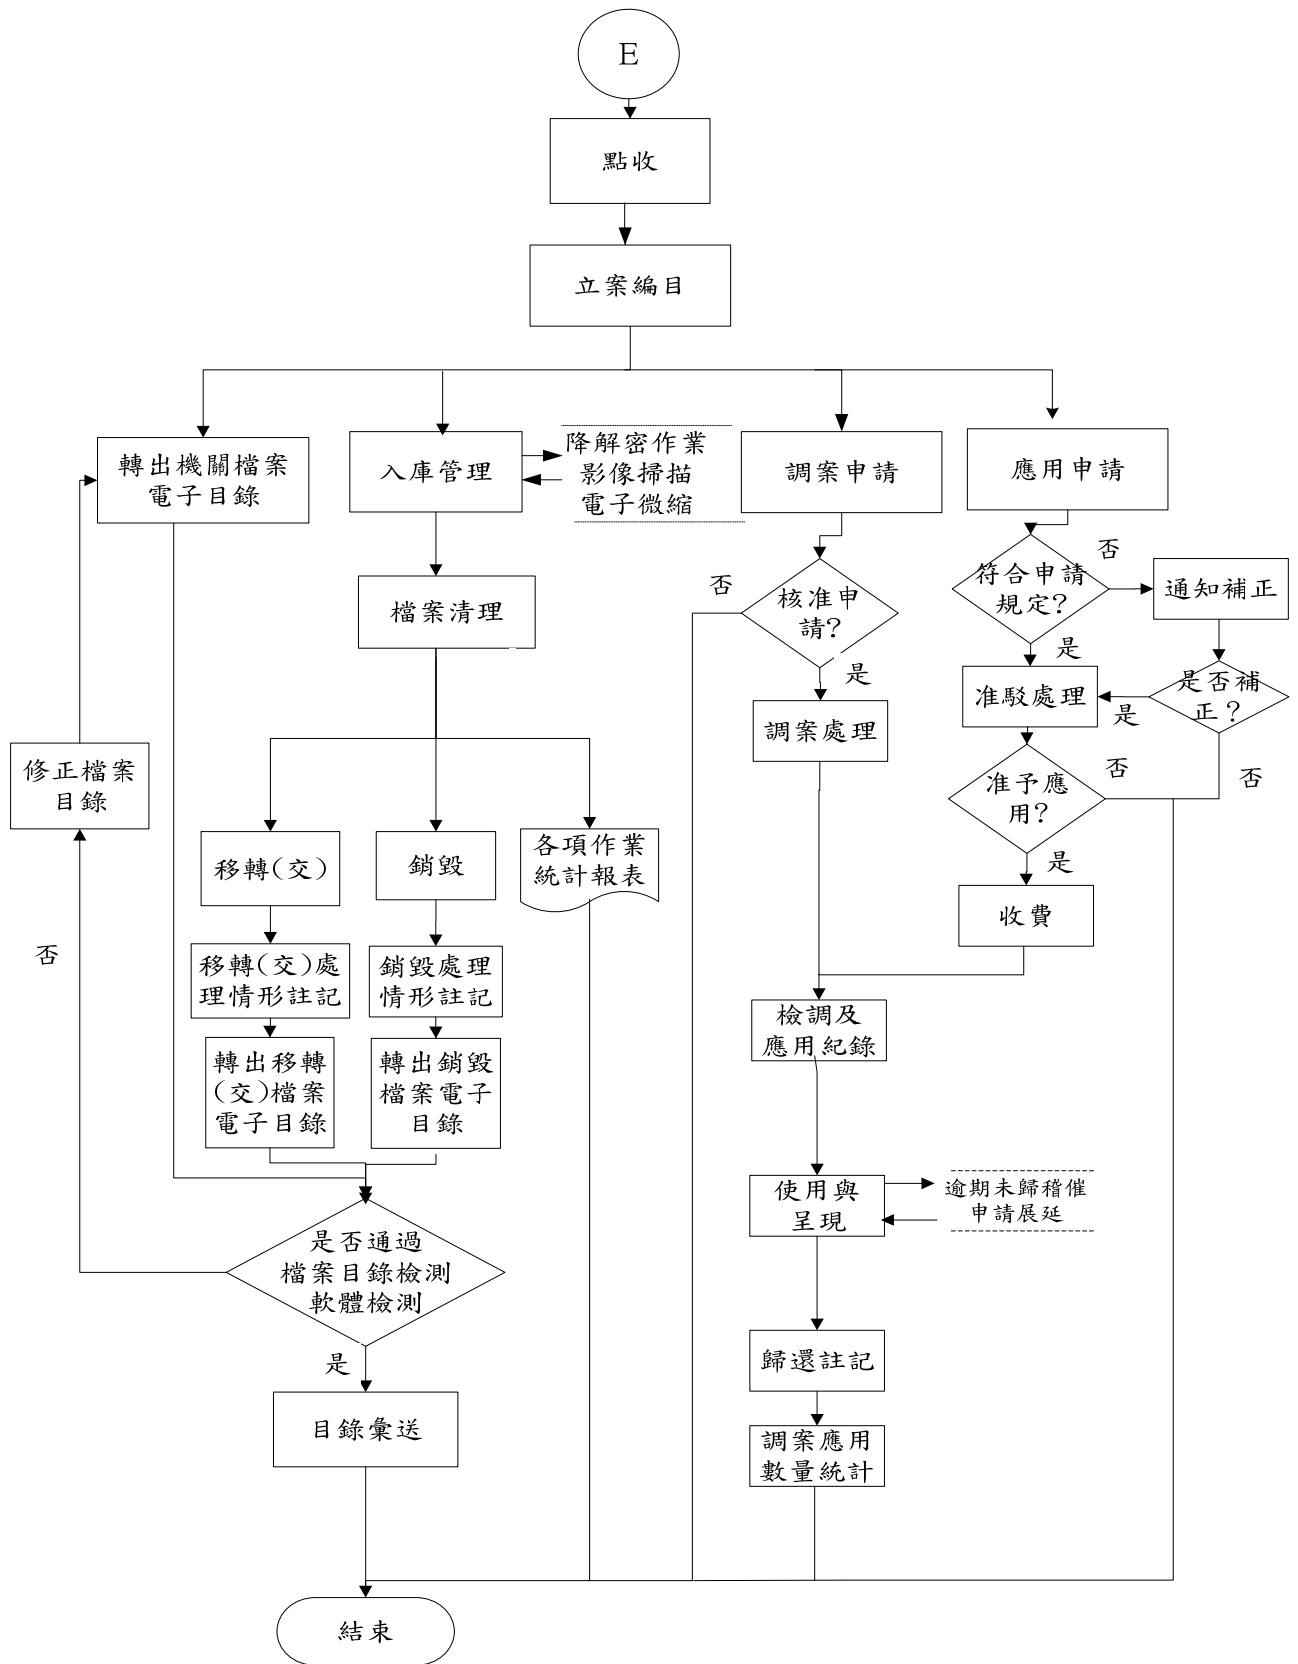 E
點收
立案編目
轉出機關檔案
電子目錄
入庫管理
降解密作業
影像掃描
電子微缩
調案申請
應用申請
檔案清理
否
核准申
請?
是
符合申請
規定?
否
通知補正
是
准駁處理
是
是否補
正?
調案處理
修正檔案
目錄
准予應
用?
否
否
是
收費
移轉(交)
銷毀
各項作業
統計報表
否
移轉(交)處
理情形註記
銷毀處理
情形註記
檢調及
應用紀錄
轉出移轉
(交)檔案
電子目錄
轉出銷毀
檔案電子
目錄
使用與
呈現
逾期未歸稽催
申請展延
是否通過
檔案目錄檢測
軟體檢測
是
歸還註記
目錄彙送
調案應用
數量統計
結束